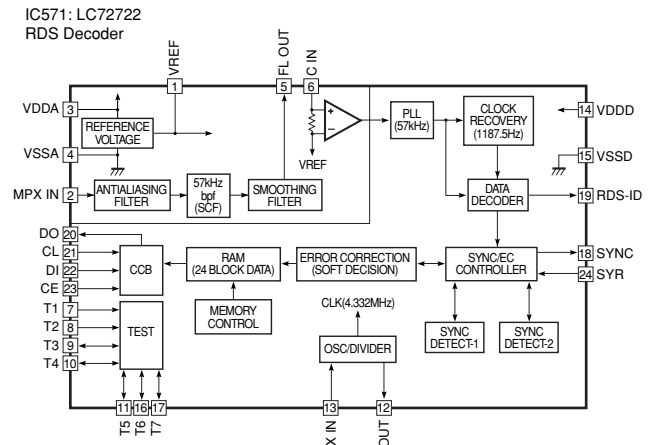 IC571: LC72722
RDS Decoder
VREF
FL OUT
C IN
1
5
6
VDDA 3
REFERENCE
VOLTAGE
VSSA 4
+
−
VREF
PLL
(57kHz)
CLOCK
RECOVERY
(1187.5Hz)
14 VDDD
15 VSSD
MPX IN 2
ANTIALIASING
FILTER
57kHz
bpf
(SCF)
SMOOTHING
FILTER
DATA
DECODER
19 RDS-ID
DO 20
CL 21
DI 22
CE 23
CCB
RAM
(24 BLOCK DATA)
ERROR CORRECTION
(SOFT DECISION)
SYNC/EC
CONTROLLER
18 SYNC
24 SYR
T1 7
T2 8
T3 9
T4 10
TEST
MEMORY
CONTROL
CLK(4.332MHz)
OSC/DIVIDER
SYNC
DETECT-1
SYNC
DETECT-2
11
16
17
13
12
T5
T6
T7
X IN
OUT